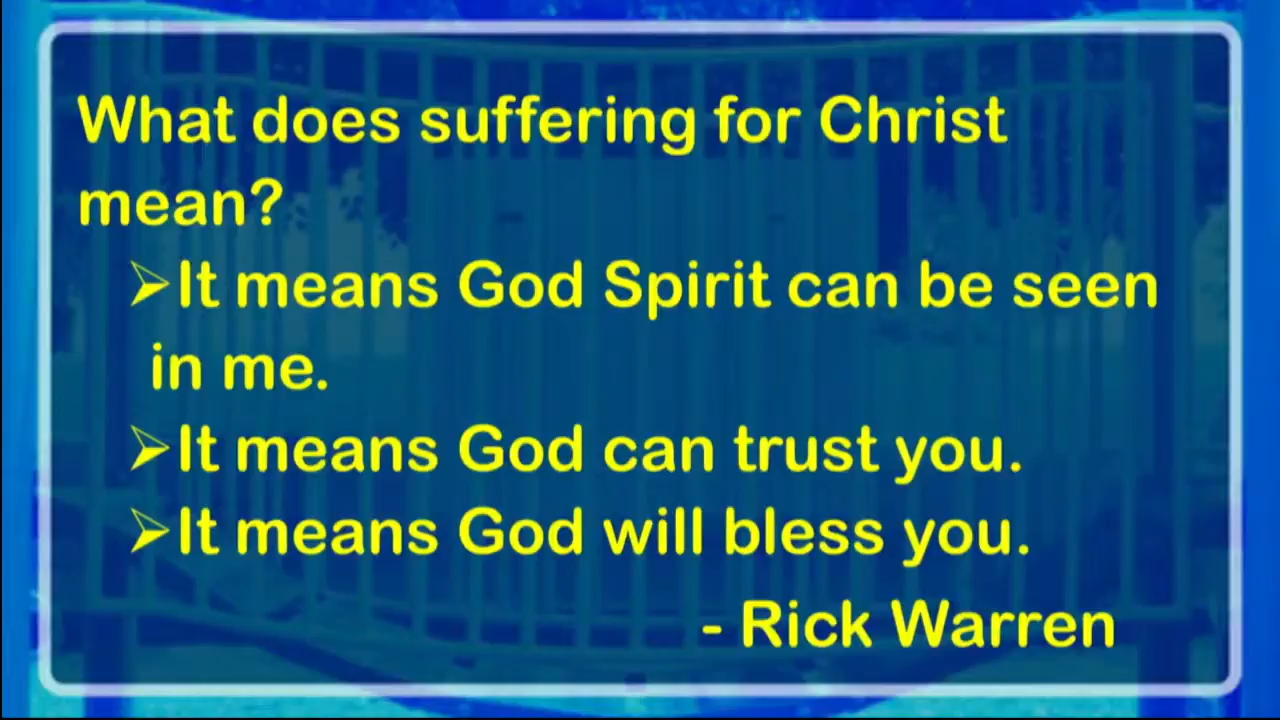 What does suffering for Christ
mean?
➢It means God Spirit can be seen
in me.
➢It means God can trust you.
➢It means God will bless you.
- Rick Warren